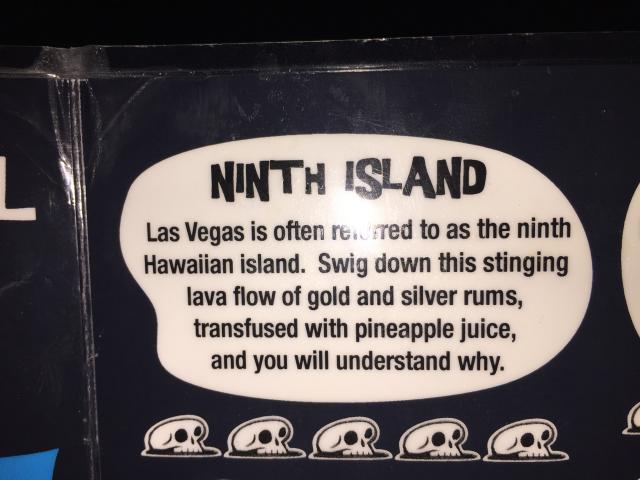 L
NINTH ISLAND
Las Vegas is often referred to as the ninth
Hawaiian island. Swig down this stinging
lava flow of gold and silver rums,
transfused with pineapple juice,
and you will understand why.